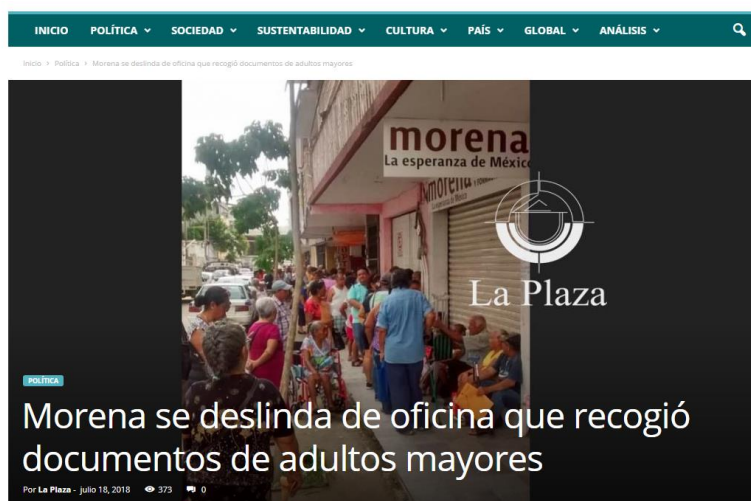 INICIO POLÍTICA SOCIEDAD SUSTENTABILIDAD CULTURA PAÍS GLOBAL ANÁLISIS
Inicio > Política > Morena se deslinda de oficina que recogió documentos de adultos mayores
morena
La esperanza de México
morena
La Plaza
POLÍTICA
Morena se deslinda de oficina que recogió
documentos de adultos mayores
Por La Plaza - julio 18, 2018 373 0